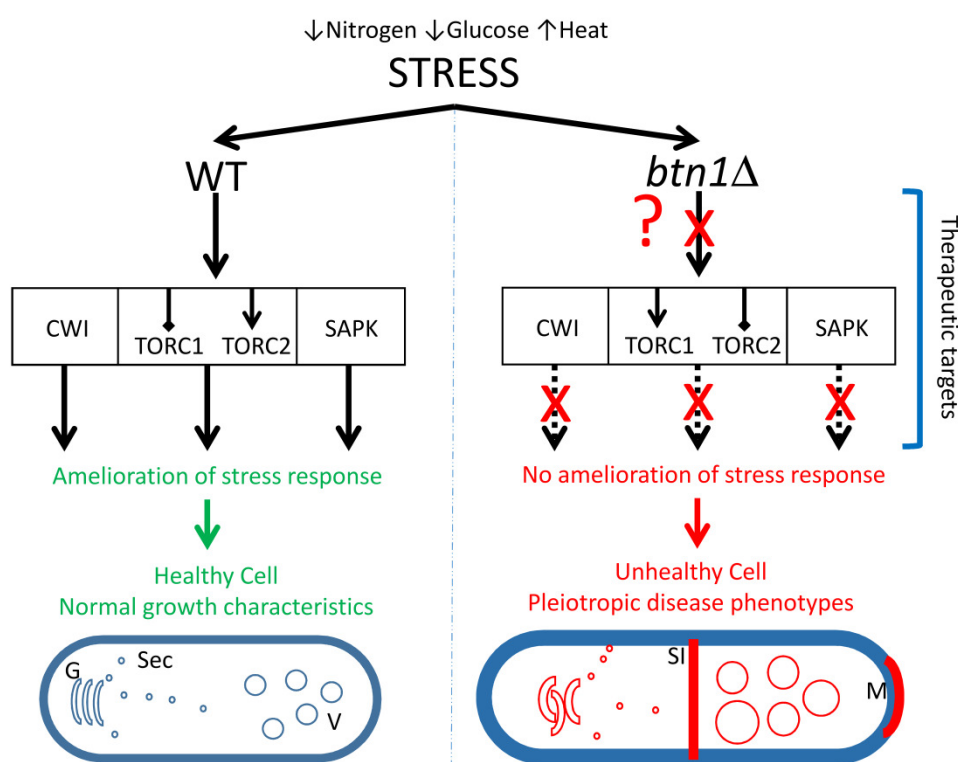 ↓Nitrogen ↓Glucose ↑Heat
STRESS
WT
btn1Δ
? X
CWI
TORC1
TORC2
SAPK
CWI
TORC1
TORC2
SAPK
X
X
X
Therapeutic targets
Amelioration of stress response
No amelioration of stress response
Healthy Cell
Normal growth characteristics
Unhealthy Cell
Pleiotropic disease phenotypes
G
Sec
V
SI
M